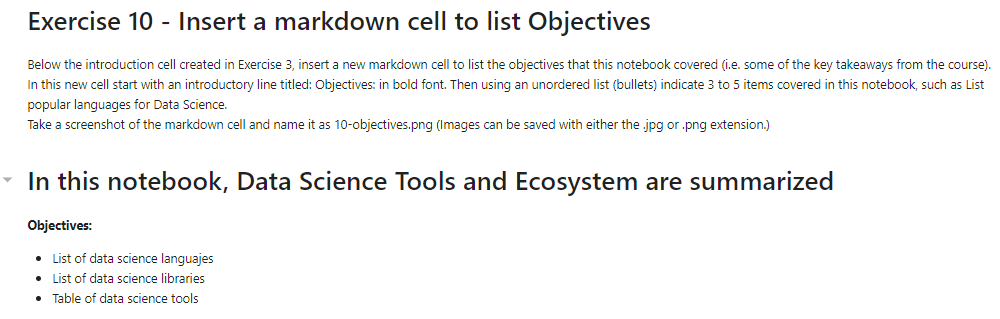 Exercise 10 - Insert a markdown cell to list Objectives
Below the introduction cell created in Exercise 3, insert a new markdown cell to list the objectives that this notebook covered (i.e. some of the key takeaways from the course).
In this new cell start with an introductory line titled: Objectives: in bold font. Then using an unordered list (bullets) indicate 3 to 5 items covered in this notebook, such as List
popular languages for Data Science.
Take a screenshot of the markdown cell and name it as 10-objectives.png (Images can be saved with either the .jpg or .png extension.)
In this notebook, Data Science Tools and Ecosystem are summarized
Objectives:
• List of data science languajes
• List of data science libraries
• Table of data science tools